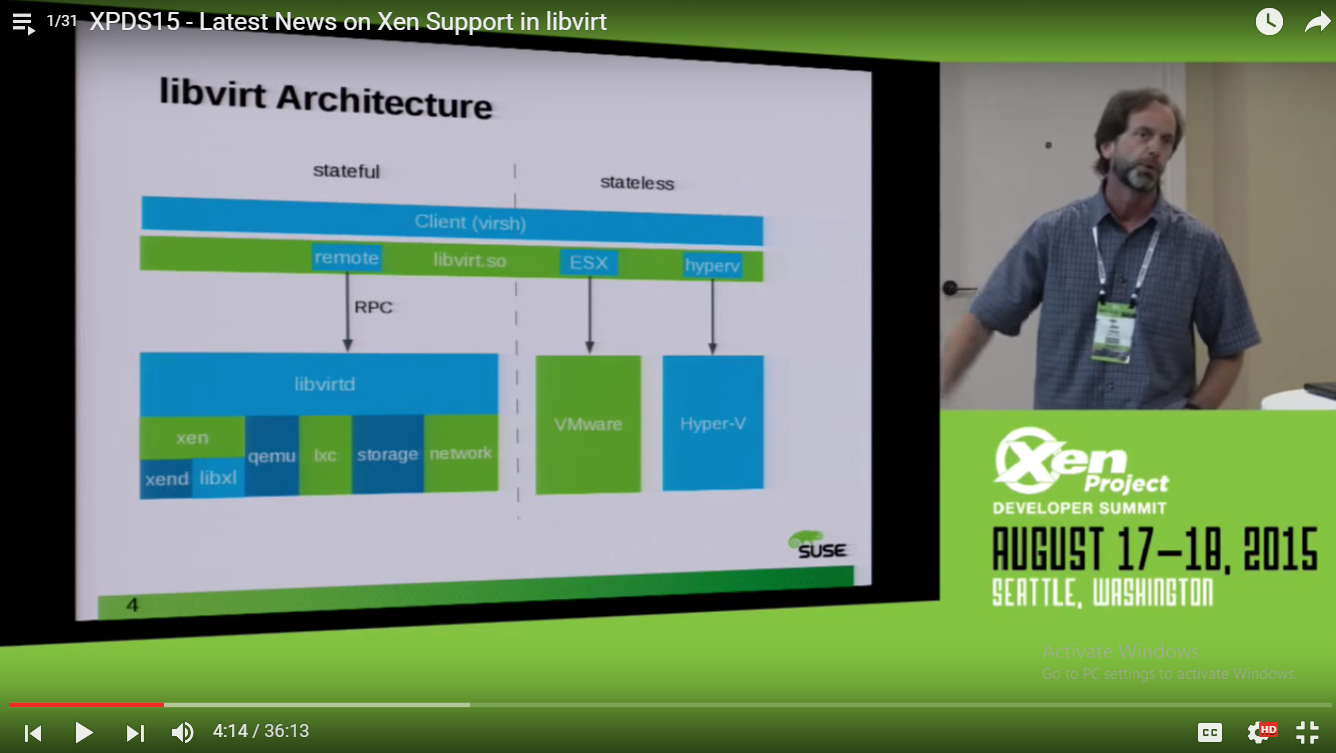 1/31 XPDS15 - Latest News on Xen Support in libvirt
libvirt Architecture
stateful
stateless
Client (virsh)
remote libvirt.so ESX hyperv
RPC
libvirtd
xen qemu lxc storage network
xend libxl
VMware
Hyper-V
SUSE
4
Xen
Project
DEVELOPER SUMMIT
AUGUST 17–18, 2015
SEATTLE, WASHINGTON
Activate Windows
Go to PC settings to activate Windows.
4:14 / 36:13
CC
HD